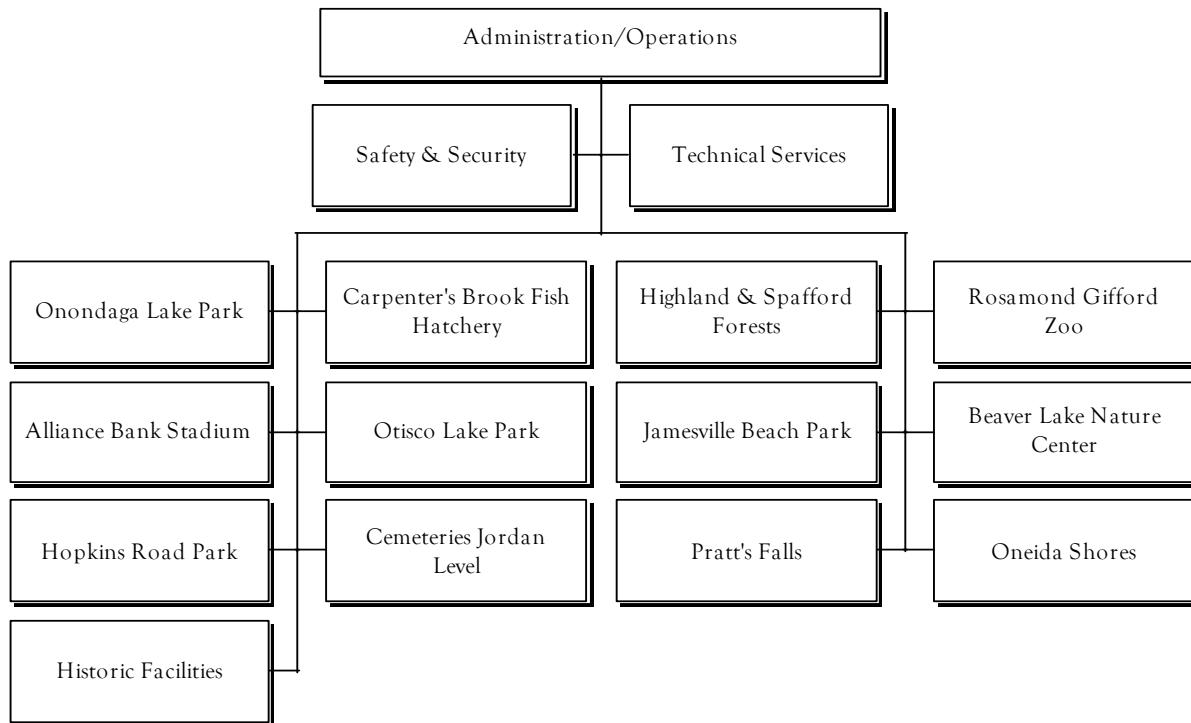 Administration/Operations
Safety & Security
Technical Services
Onondaga Lake Park
Carpenter's Brook Fish
Hatchery
Highland & Spafford
Forests
Rosamond Gifford
Zoo
Alliance Bank Stadium
Otisco Lake Park
Jamesville Beach Park
Beaver Lake Nature
Center
Hopkins Road Park
Cemeteries Jordan
Level
Pratt's Falls
Oneida Shores
Historic Facilities